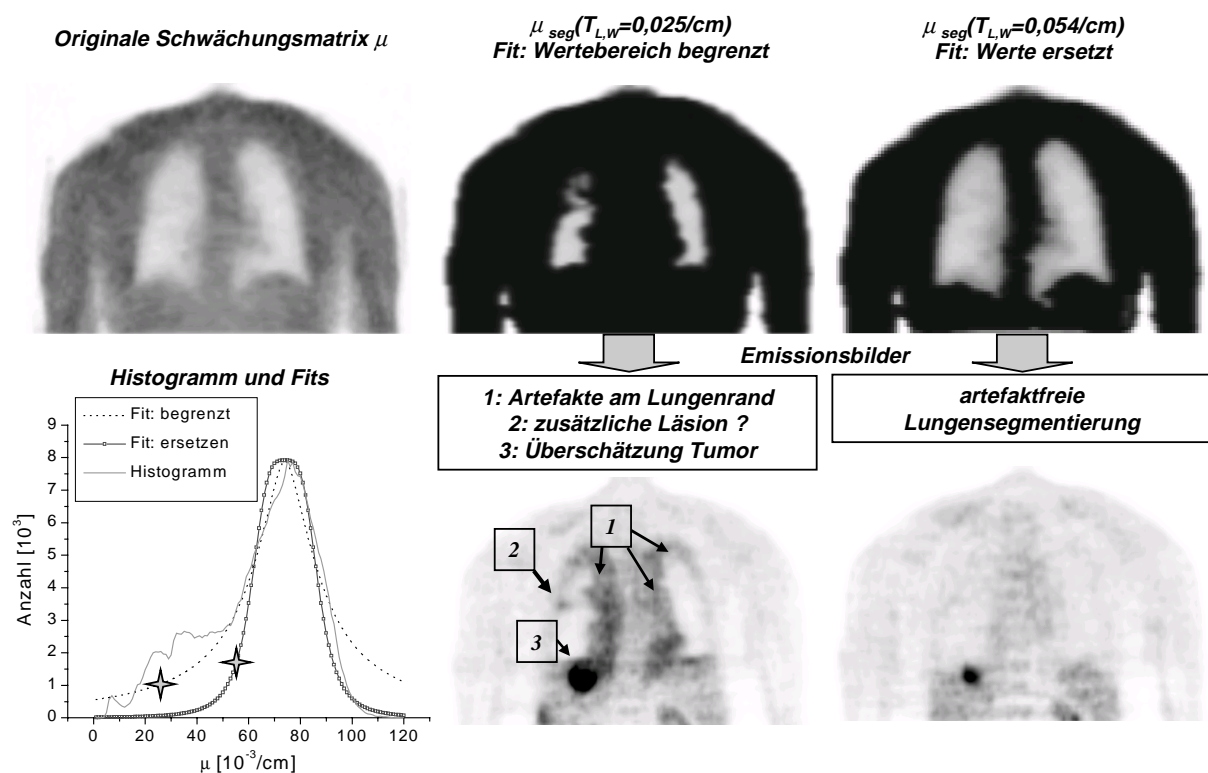 Originale Schwächungsmatrix μ
μ seg(TL,W=0,025/cm)
Fit: Wertebereich begrenzt
μ seg(TL,W=0,054/cm)
Fit: Werte ersetzt
Emissionsbilder
1: Artefakte am Lungenrand
2: zusätzliche Läsion ?
3: Überschätzung Tumor
artefaktfreie
Lungensegmentierung
Histogramm und Fits
Fit: begrenzt
Fit: ersetzen
Histogramm
Anzahl [10³]
9
8
7
6
5
4
3
2
1
0
0 20 40 60 80 100 120
μ [10⁻³/cm]
1
2
3